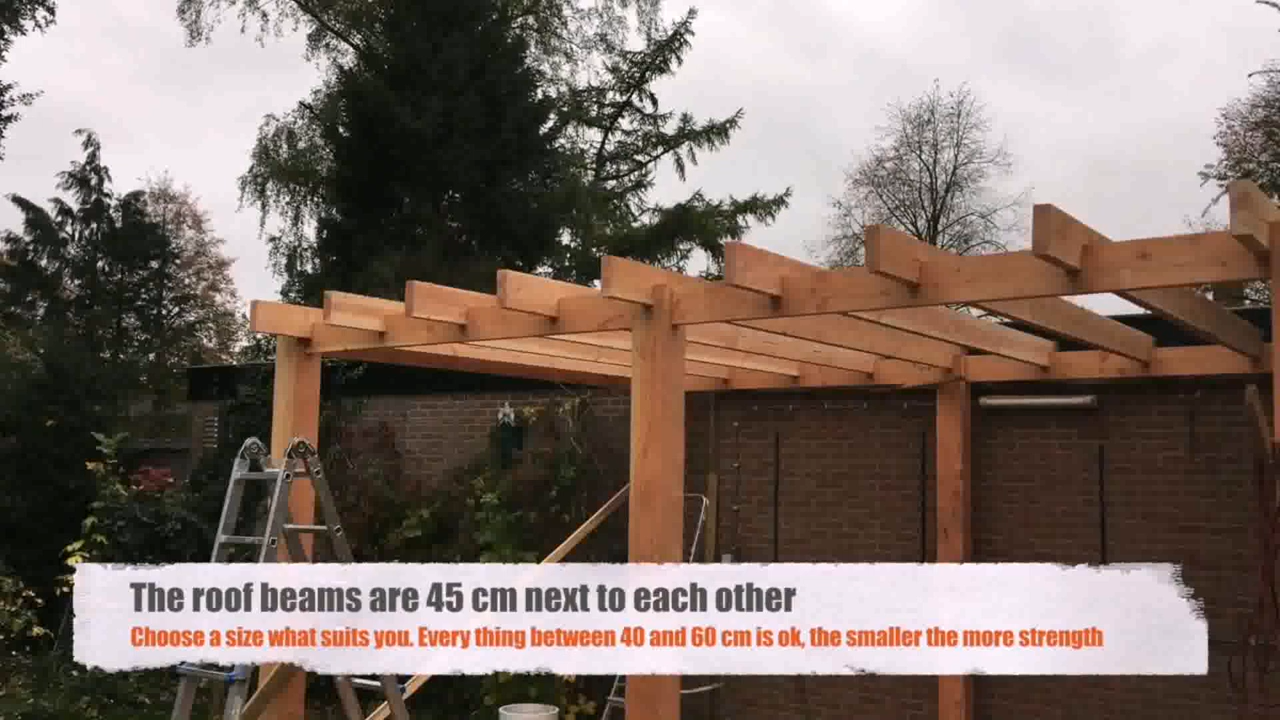 The roof beams are 45 cm next to each other
Choose a size what suits you. Every thing between 40 and 60 cm is ok, the smaller the more strength